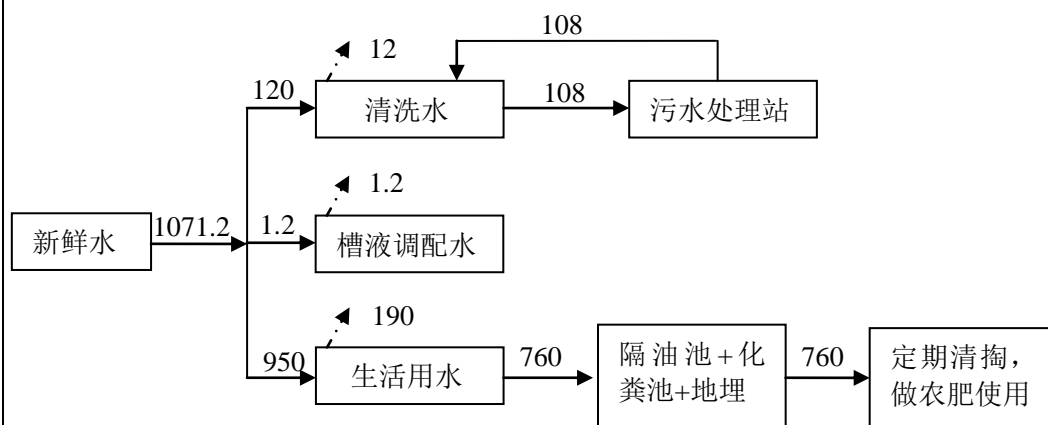 108
12
120
清洗水
108
污水处理站
1.2
新鲜水
1071.2
1.2
槽液调配水
190
950
生活用水
760
隔油池+化
粪池+地埋
760
定期清掏，
做农肥使用